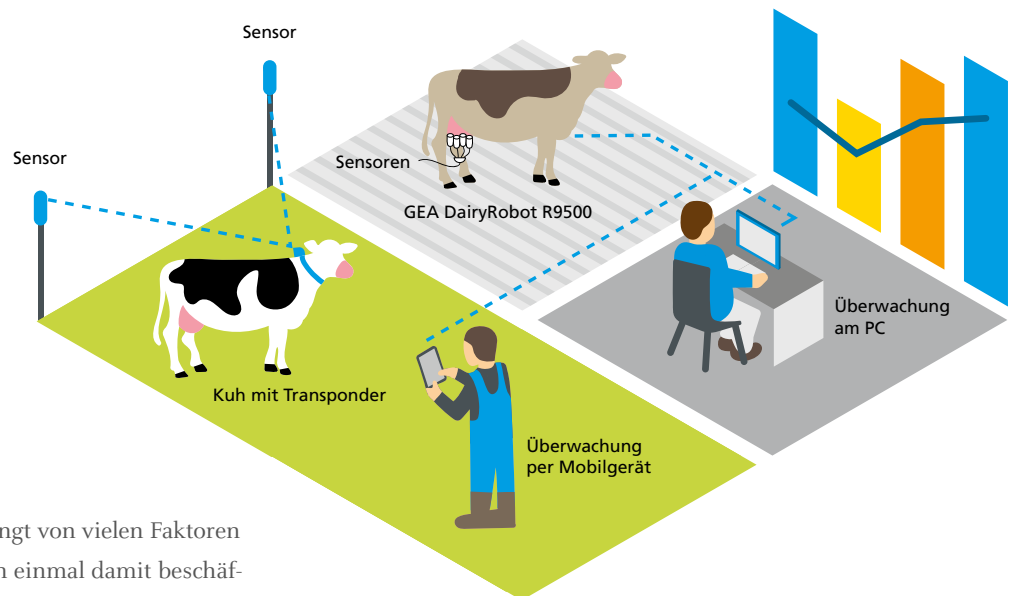 Sensor
Sensor
Sensoren
GEA DairyRobot R9500
Kuh mit Transponder
Überwachung
am PC
Überwachung
per Mobilgerät
von vielen Faktoren
einmal damit beschäf-